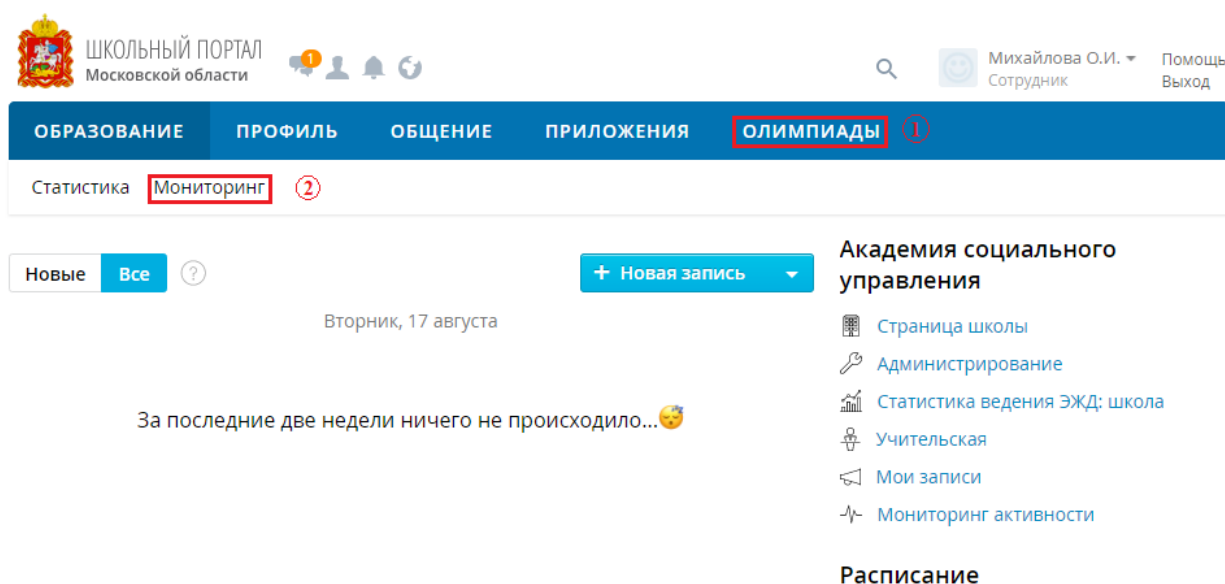 ШКОЛЬНЫЙ ПОРТАЛ
Московской области
1
Михайлова О.И.
Сотрудник
Помощь
Выход
ОБРАЗОВАНИЕ ПРОФИЛЬ ОБЩЕНИЕ ПРИЛОЖЕНИЯ ОЛИМПИАДЫ 1
Статистика Мониторинг 2
Новые Все ?
+ Новая запись
Вторник, 17 августа
За последние две недели ничего не происходило...😴
Академия социального
управления
Страница школы
Администрирование
Статистика ведения ЭЖД: школа
Учительская
Мои записи
Мониторинг активности
Расписание